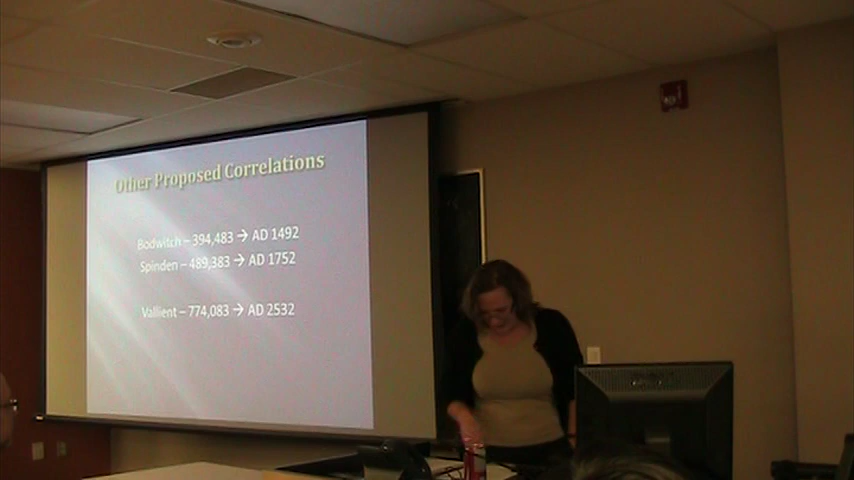 Other Proposed Correlations
Bodwitch – 394,483 → AD 1492
Spinden – 489,383 → AD 1752
Vallient – 774,083 → AD 2532